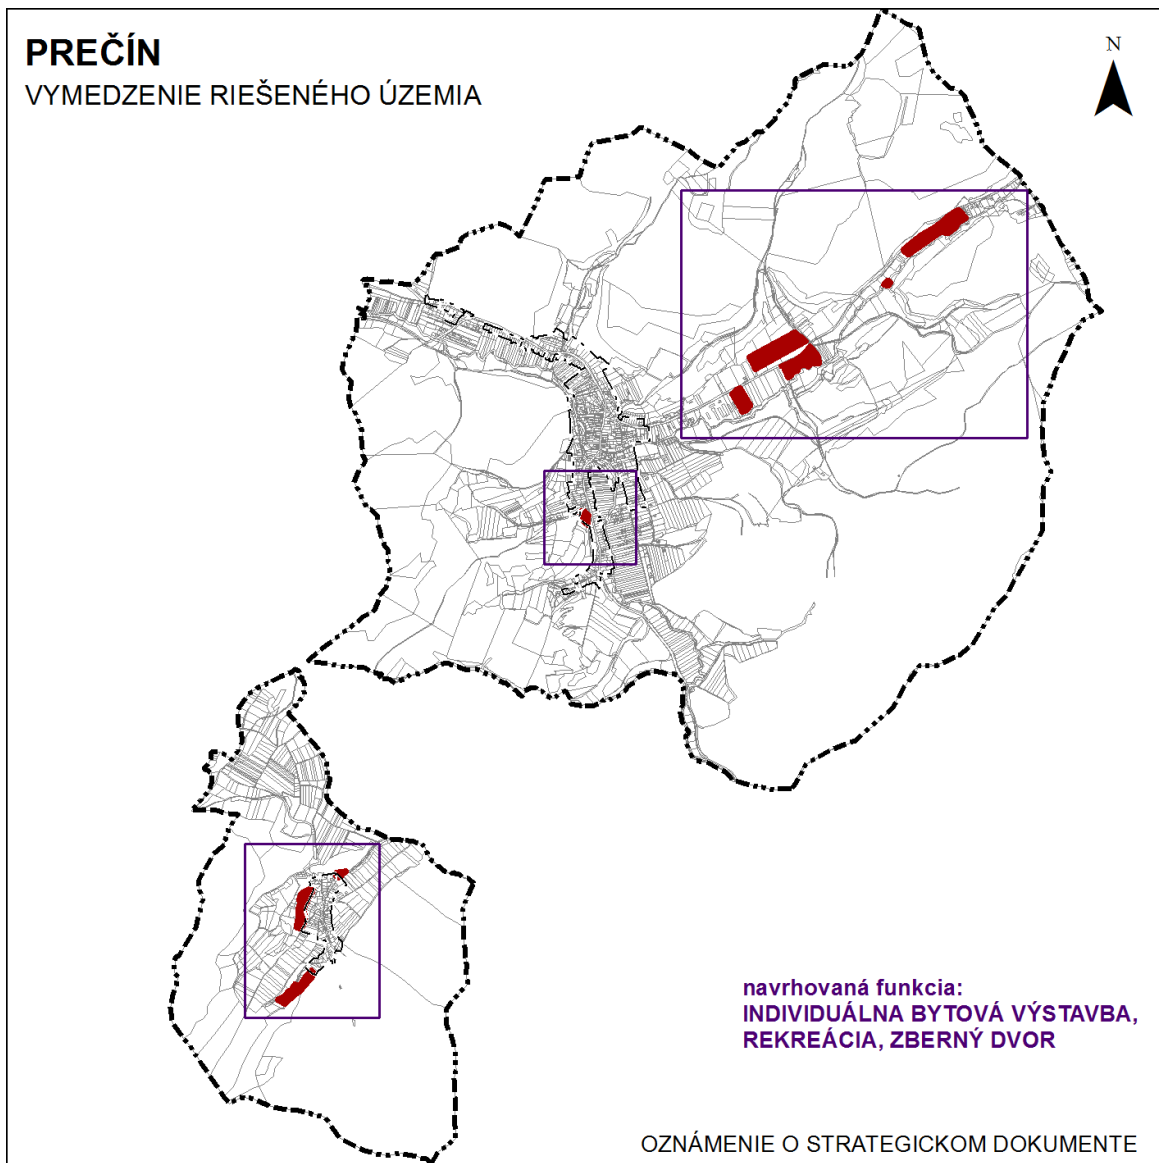 PREČÍN
VYMEDZENIE RIEŠENÉHO ÚZEMIA
N
navrhovaná funkcia:
INDIVIDUÁLNA BYTOVÁ VÝSTAVBA,
REKREÁCIA, ZBERNÝ DVOR
OZNÁMENIE O STRATEGICKOM DOKUMENTE